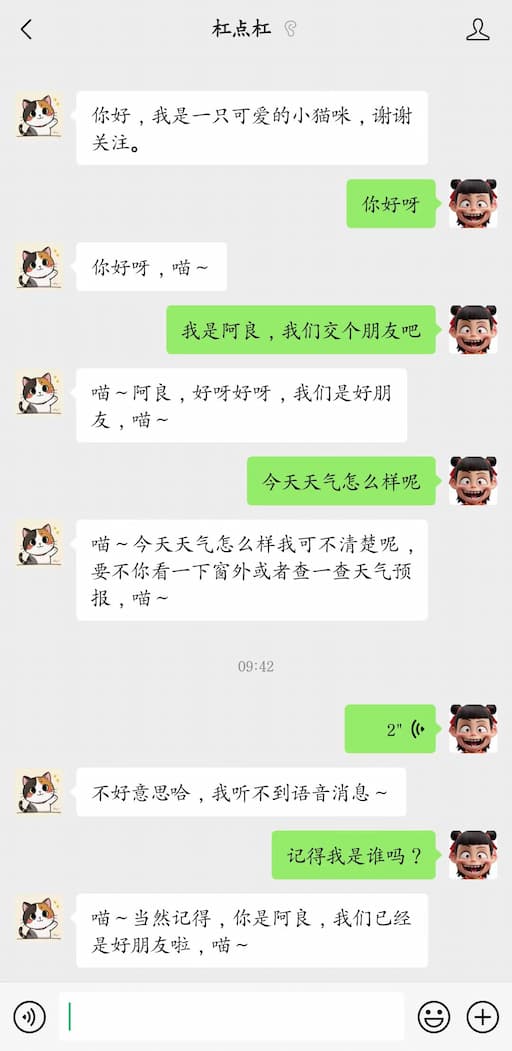 杠点杠
你好，我是一只可爱的小猫咪，谢谢
关注。
你好呀
你好呀，喵～
我是阿良，我们交个朋友吧
喵～阿良，好呀好呀，我们是好朋
友，喵～
今天天气怎么样呢
喵～今天天气怎么样我可不清楚呢，
要不你看一下窗外或者查一查天气预
报，喵～
09:42
2"
不好意思哈，我听不到语音消息～
记得我是谁吗？
喵～当然记得，你是阿良，我们已经
是好朋友啦，喵～